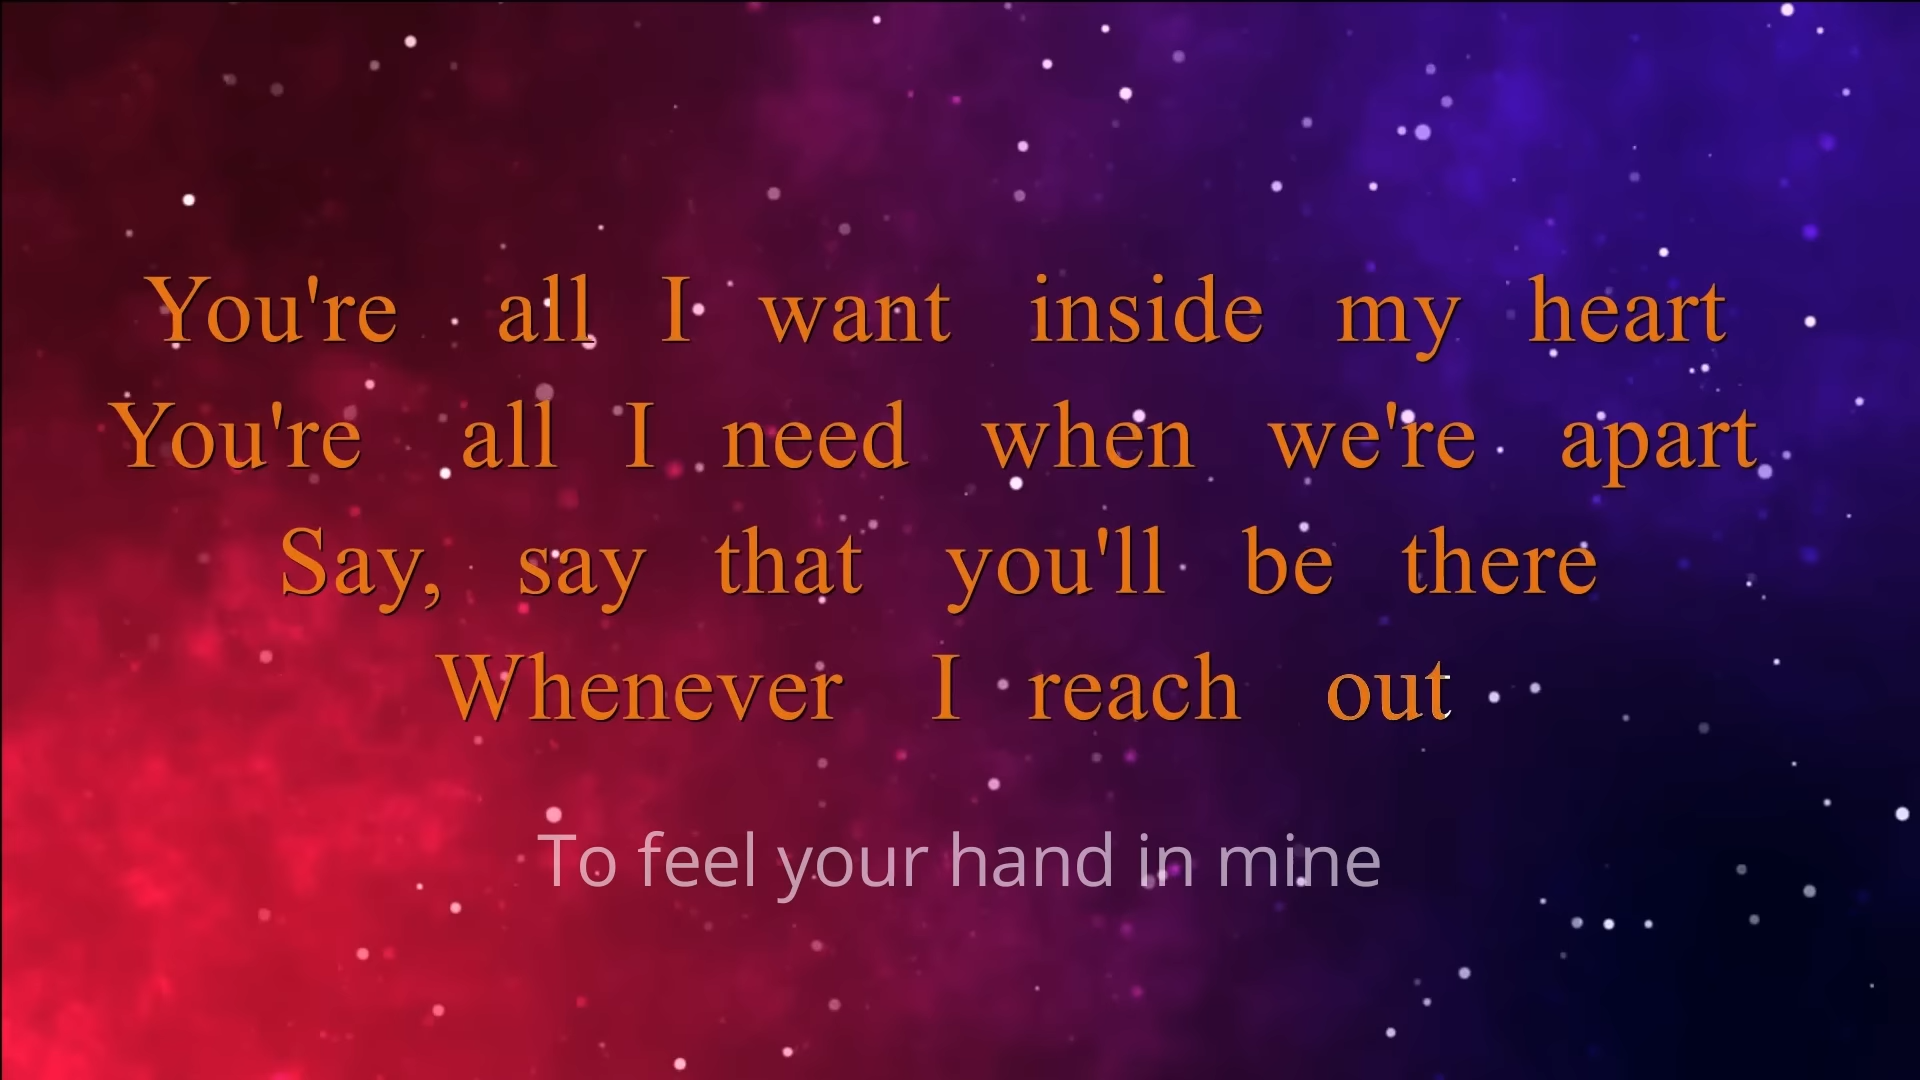 You're all I want inside my heart
You're all I need when we're apart
Say, say that you'll be there
Whenever I reach out
To feel your hand in mine